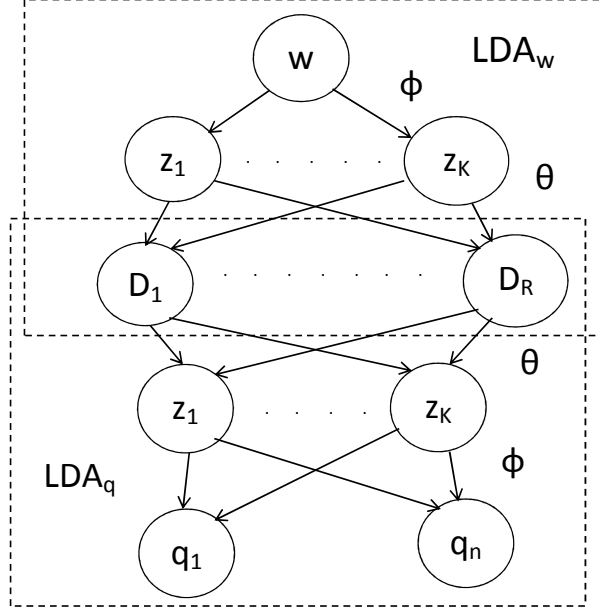 w
LDAw
ϕ
z1
. . . . .
zK
θ
D1
. . . . . . .
DR
θ
z1
. . . . .
zK
LDAq
ϕ
q1
qn